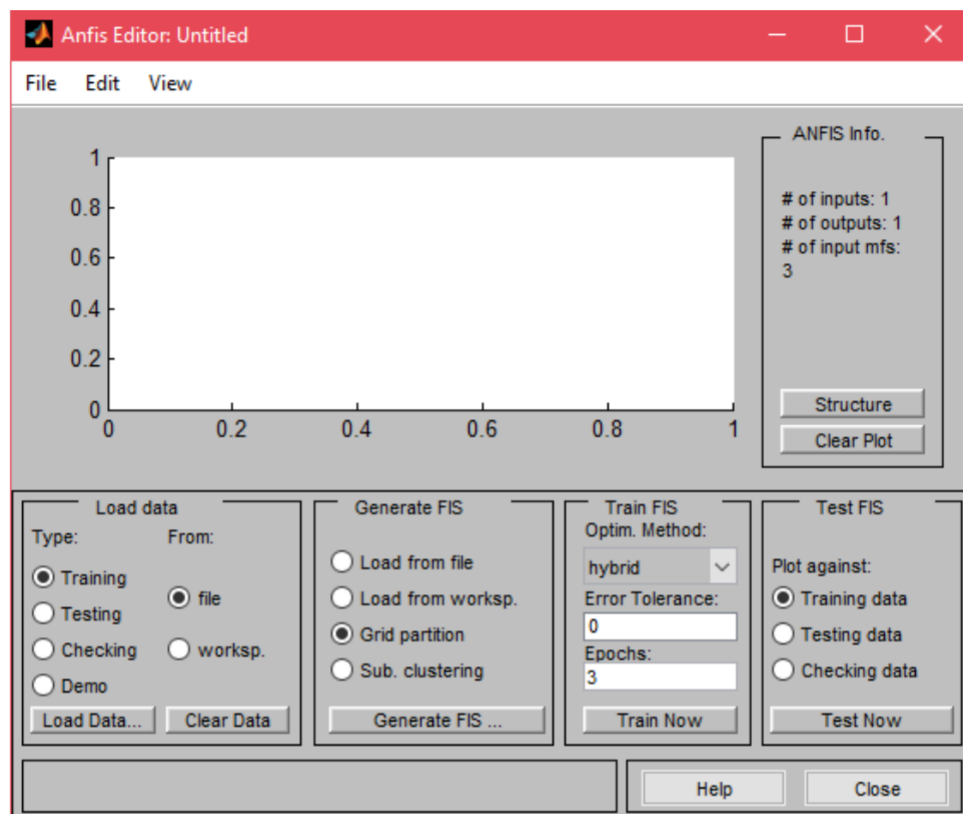 Anfis Editor: Untitled
File Edit View
1
0.8
0.6
0.4
0.2
0
0 0.2 0.4 0.6 0.8 1
ANFIS Info.
# of inputs: 1
# of outputs: 1
# of input mfs:
3
Structure
Clear Plot
Load data
Type: From:
Training
Testing
Checking
Demo
file
worksp.
Load Data... Clear Data
Generate FIS
Load from file
Load from worksp.
Grid partition
Sub. clustering
Generate FIS ...
Train FIS
Optim. Method:
hybrid
Error Tolerance:
0
Epochs:
3
Train Now
Test FIS
Plot against:
Training data
Testing data
Checking data
Test Now
Help Close